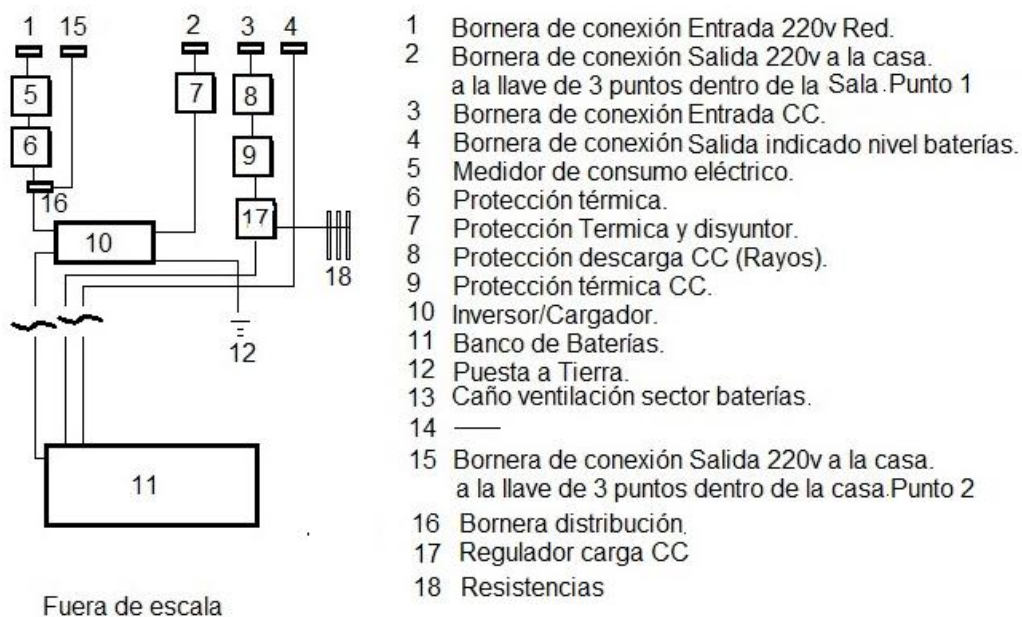 1 15 2 3 4
5 7 8
6 9
16 17
10 18
12
11
Fuera de escala
1 Bornera de conexión Entrada 220v Red.
2 Bornera de conexión Salida 220v a la casa.
a la llave de 3 puntos dentro de la Sala.Punto 1
3 Bornera de conexión Entrada CC.
4 Bornera de conexión Salida indicado nivel baterías.
5 Medidor de consumo eléctrico.
6 Protección térmica.
7 Protección Termica y disyuntor.
8 Protección descarga CC (Rayos).
9 Protección térmica CC.
10 Inversor/Cargador.
11 Banco de Baterías.
12 Puesta a Tierra.
13 Caño ventilación sector baterías.
14 ——
15 Bornera de conexión Salida 220v a la casa.
a la llave de 3 puntos dentro de la casa.Punto 2
16 Bornera distribución.
17 Regulador carga CC
18 Resistencias